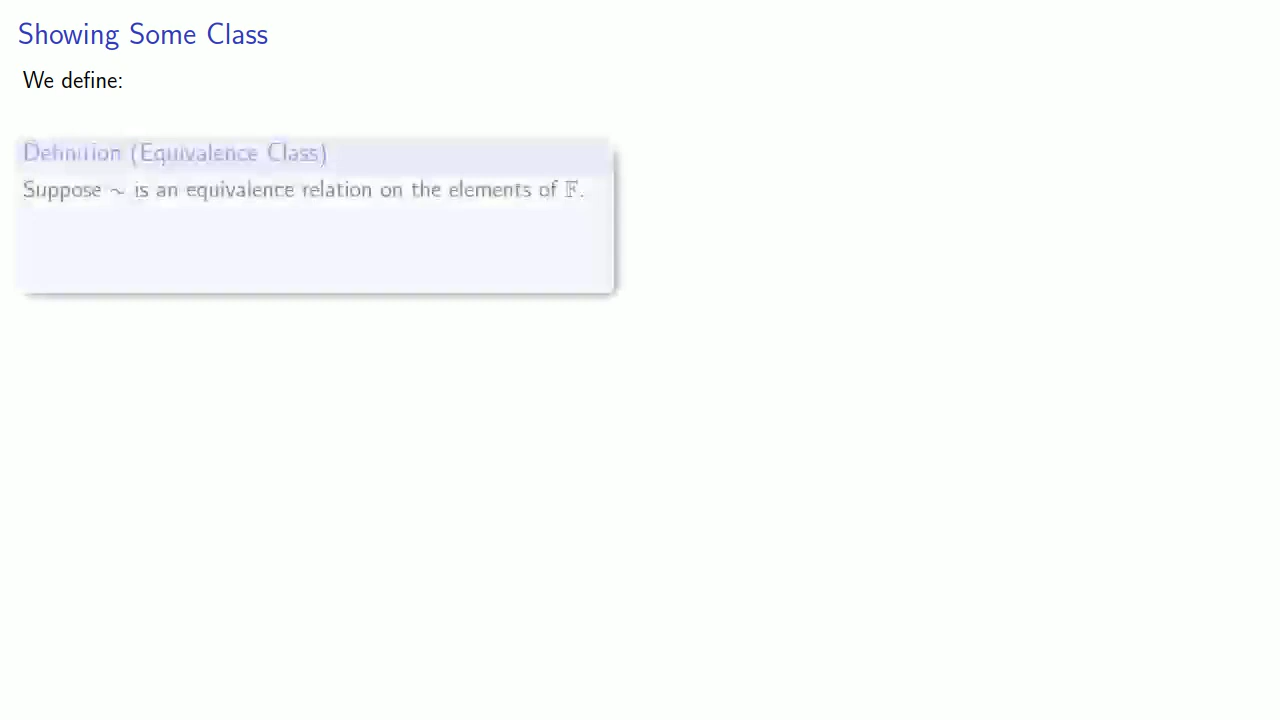 Showing Some Class
We define:
Definition (Equivalence Class)
Suppose ∼ is an equivalence relation on the elements of 𝔽.